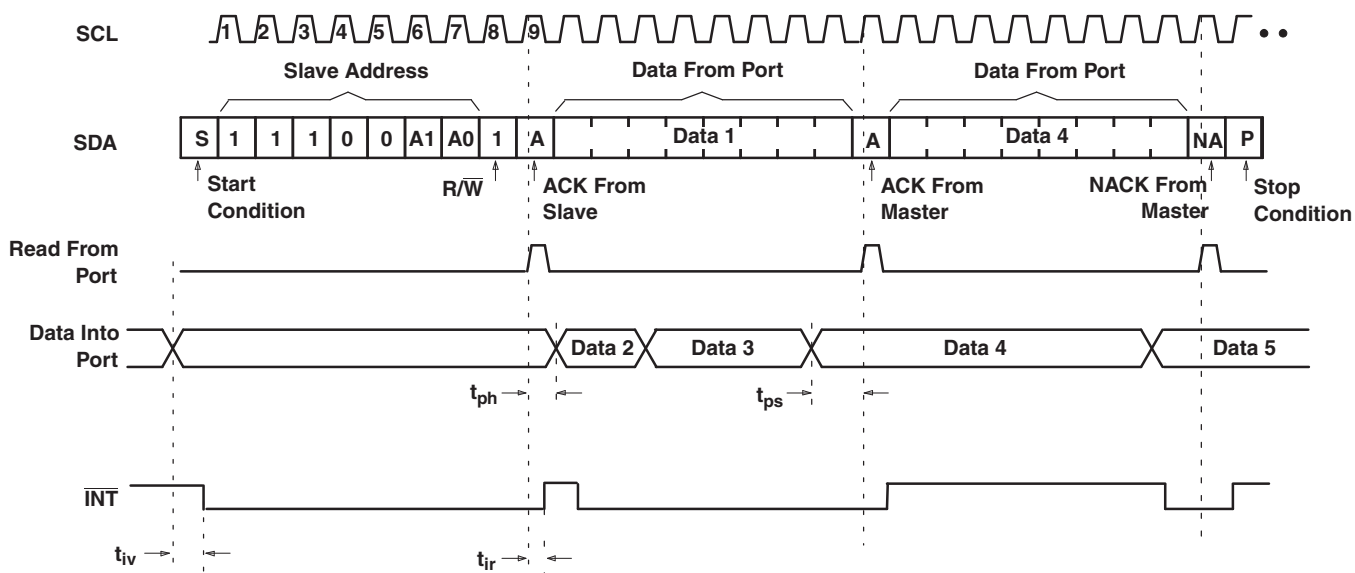 SCL
1 2 3 4 5 6 7 8 9
Slave Address
Data From Port
Data From Port
SDA
S 1 1 1 0 0 A1 A0 1 A Data 1 A Data 4 NA P
Start
Condition
R/W̅
ACK From
Slave
ACK From
Master
NACK From
Master
Stop
Condition
Read From
Port
Data Into
Port
Data 2
Data 3
Data 4
Data 5
tph
tps
I̅N̅T̅
tiv
tir